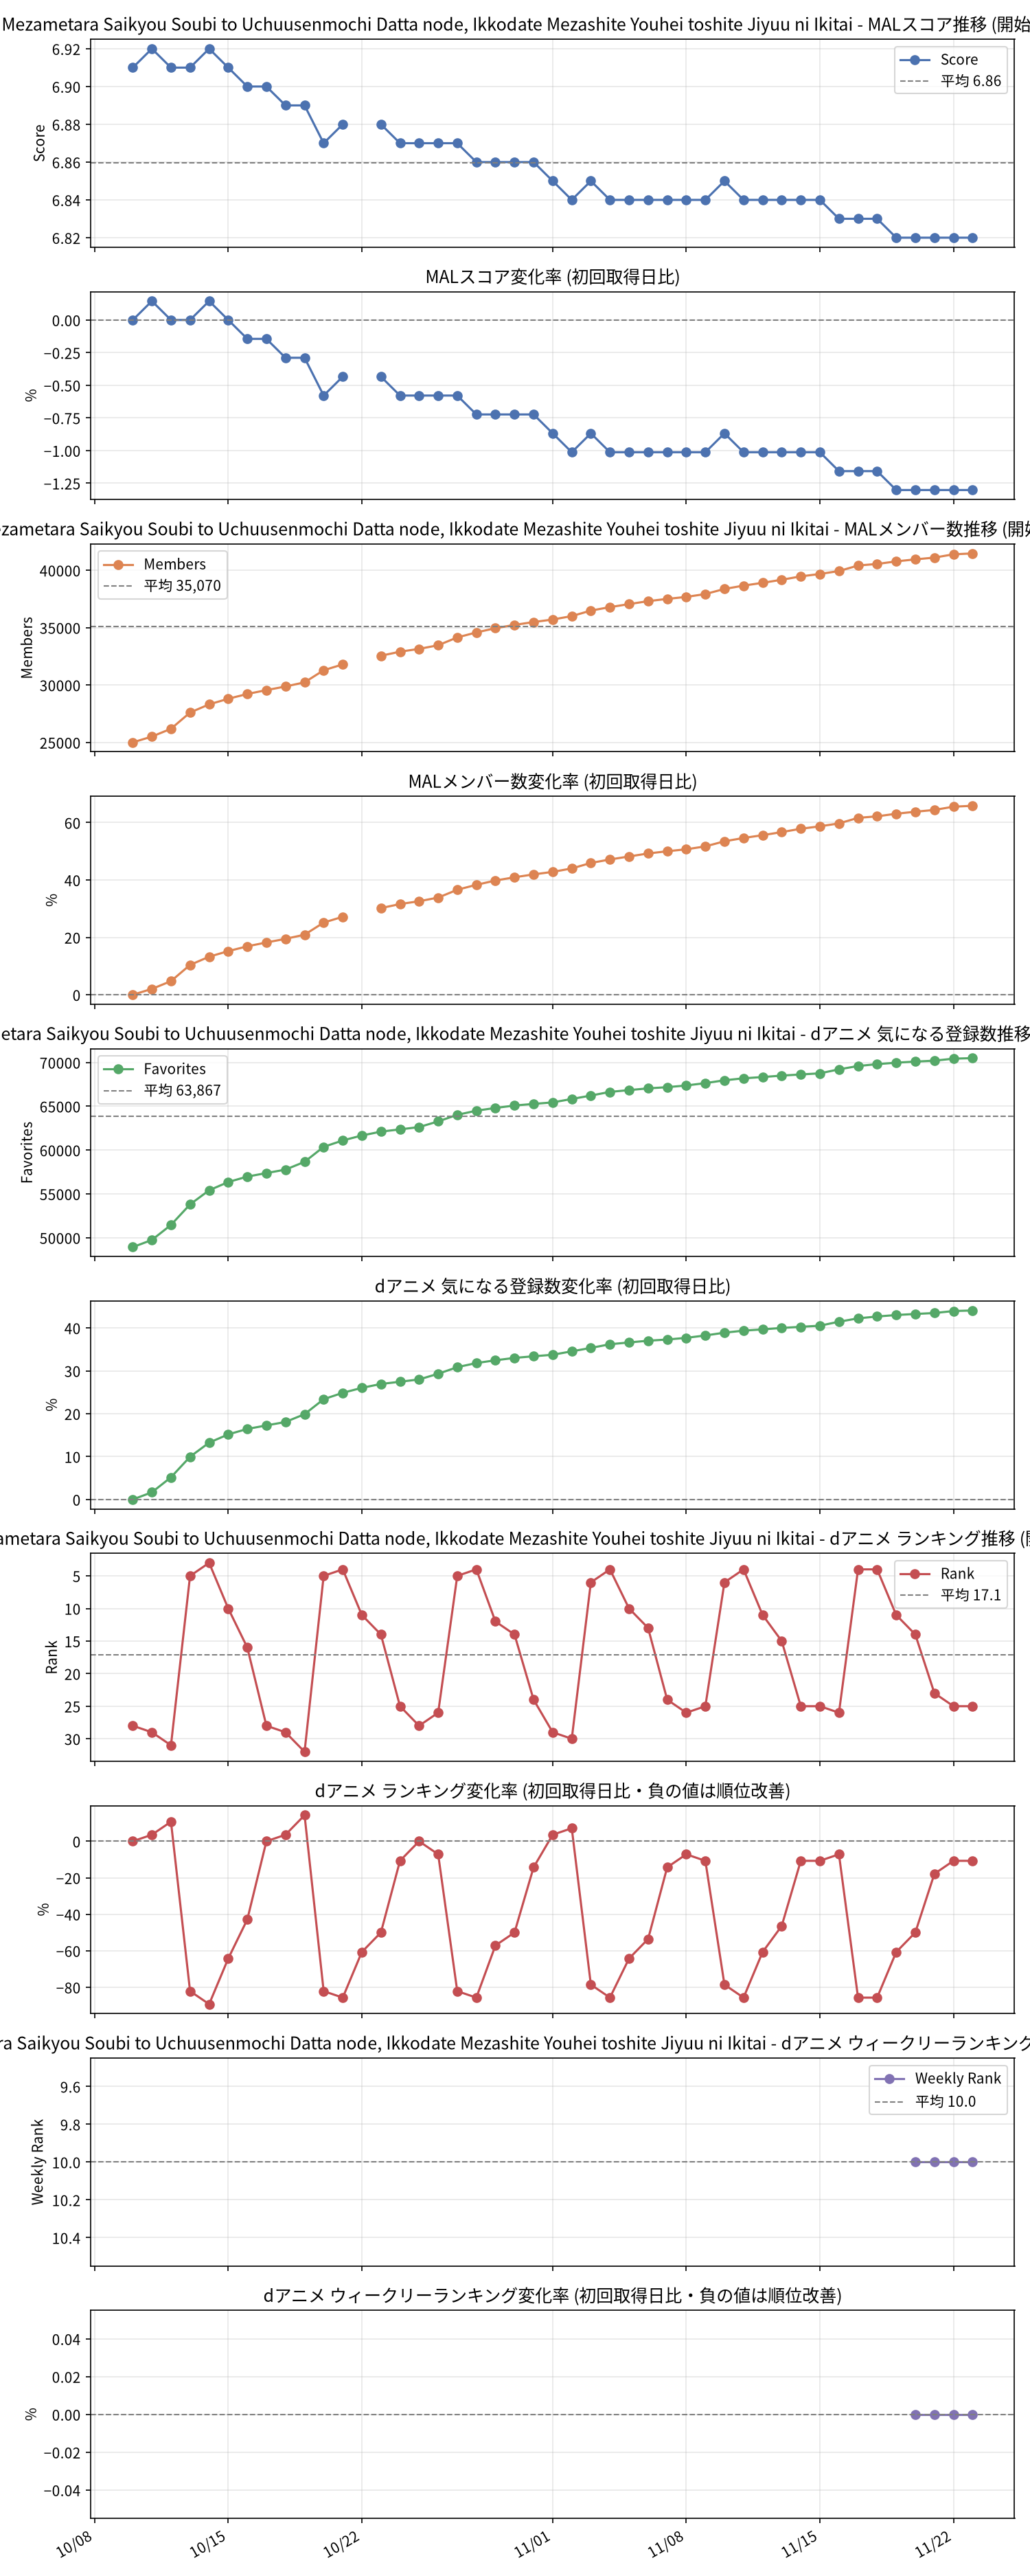 Mezametara Saikyou Soubi to Uchuusenmochi Datta node, Ikkodate Mezashite Youhei toshite Jiyuu ni Ikitai - MALスコア推移 (開始
Score
6.92
6.90
6.88
6.86
6.84
6.82
Score
平均 6.86
MALスコア変化率 (初回取得日比)
%
0.00
−0.25
−0.50
−0.75
−1.00
−1.25
zametara Saikyou Soubi to Uchuusenmochi Datta node, Ikkodate Mezashite Youhei toshite Jiyuu ni Ikitai - MALメンバー数推移 (開始
Members
40000
35000
30000
25000
Members
平均 35,070
MALメンバー数変化率 (初回取得日比)
%
60
40
20
0
etara Saikyou Soubi to Uchuusenmochi Datta node, Ikkodate Mezashite Youhei toshite Jiyuu ni Ikitai - dアニメ 気になる登録数推移
Favorites
70000
65000
60000
55000
50000
Favorites
平均 63,867
dアニメ 気になる登録数変化率 (初回取得日比)
%
40
30
20
10
0
ametara Saikyou Soubi to Uchuusenmochi Datta node, Ikkodate Mezashite Youhei toshite Jiyuu ni Ikitai - dアニメ ランキング推移 (開
Rank
5
10
15
20
25
30
Rank
平均 17.1
dアニメ ランキング変化率 (初回取得日比・負の値は順位改善)
%
0
−20
−40
−60
−80
ra Saikyou Soubi to Uchuusenmochi Datta node, Ikkodate Mezashite Youhei toshite Jiyuu ni Ikitai - dアニメ ウィークリーランキング
Weekly Rank
9.6
9.8
10.0
10.2
10.4
Weekly Rank
平均 10.0
dアニメ ウィークリーランキング変化率 (初回取得日比・負の値は順位改善)
%
0.04
0.02
0.00
−0.02
−0.04
10/08
10/15
10/22
11/01
11/08
11/15
11/22